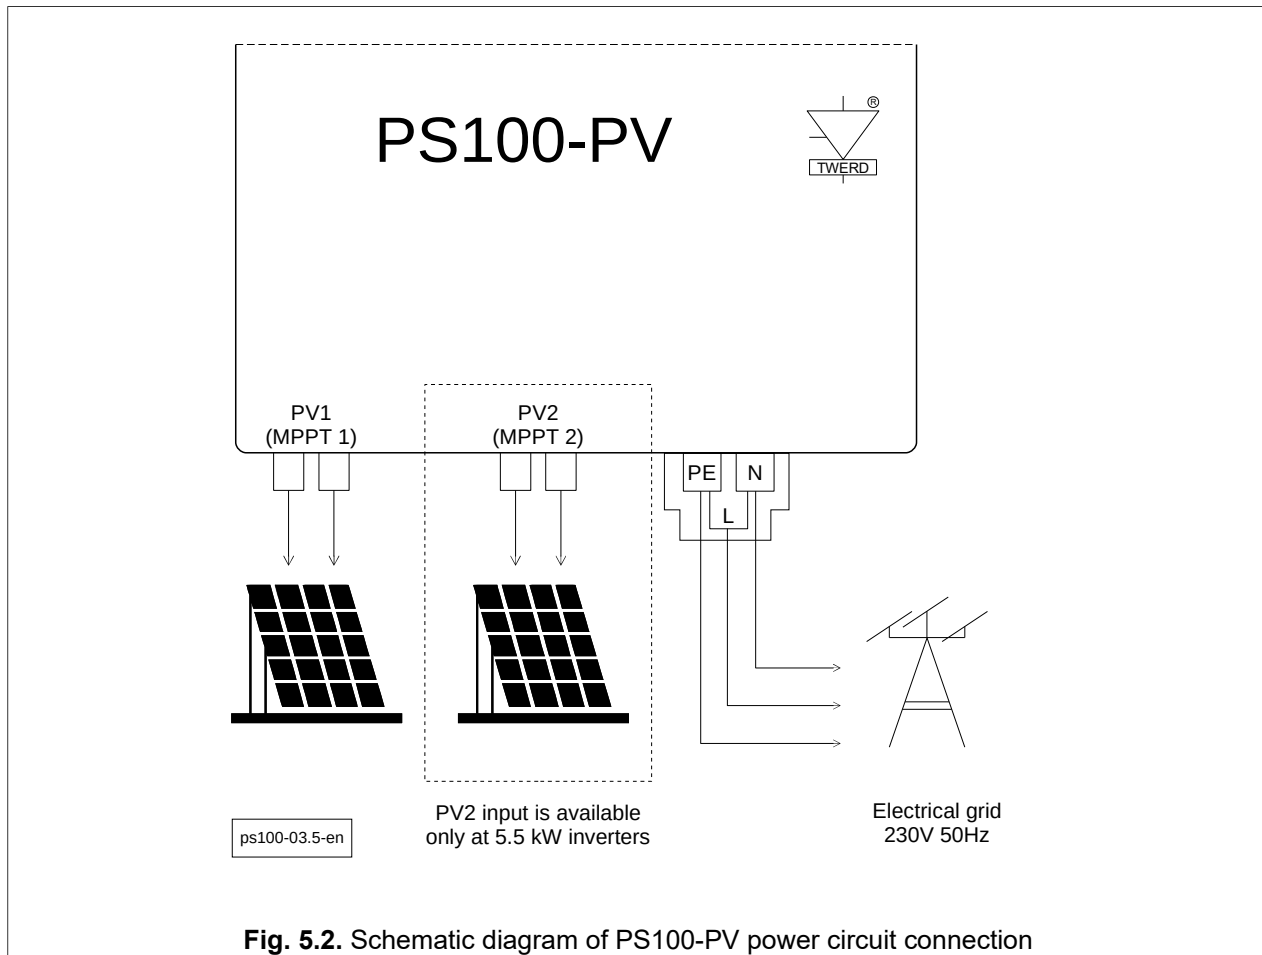 PS100-PV
®
TWERD
PV1
(MPPT 1)
PV2
(MPPT 2)
PE
N
L
PV2 input is available
only at 5.5 kW inverters
Electrical grid
230V 50Hz
ps100-03.5-en
Fig. 5.2. Schematic diagram of PS100-PV power circuit connection